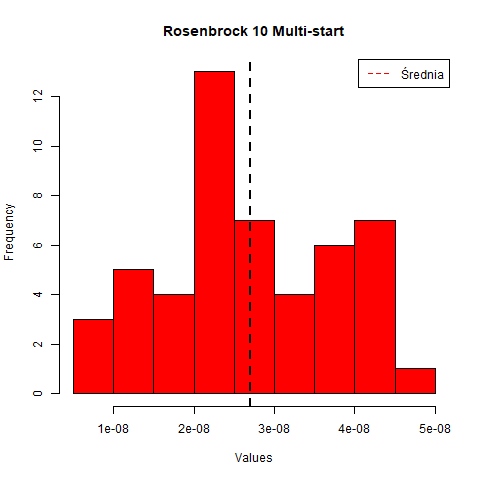 Rosenbrock 10 Multi-start
Średnia
Frequency
12
10
8
6
4
2
0
1e-08 2e-08 3e-08 4e-08 5e-08
Values